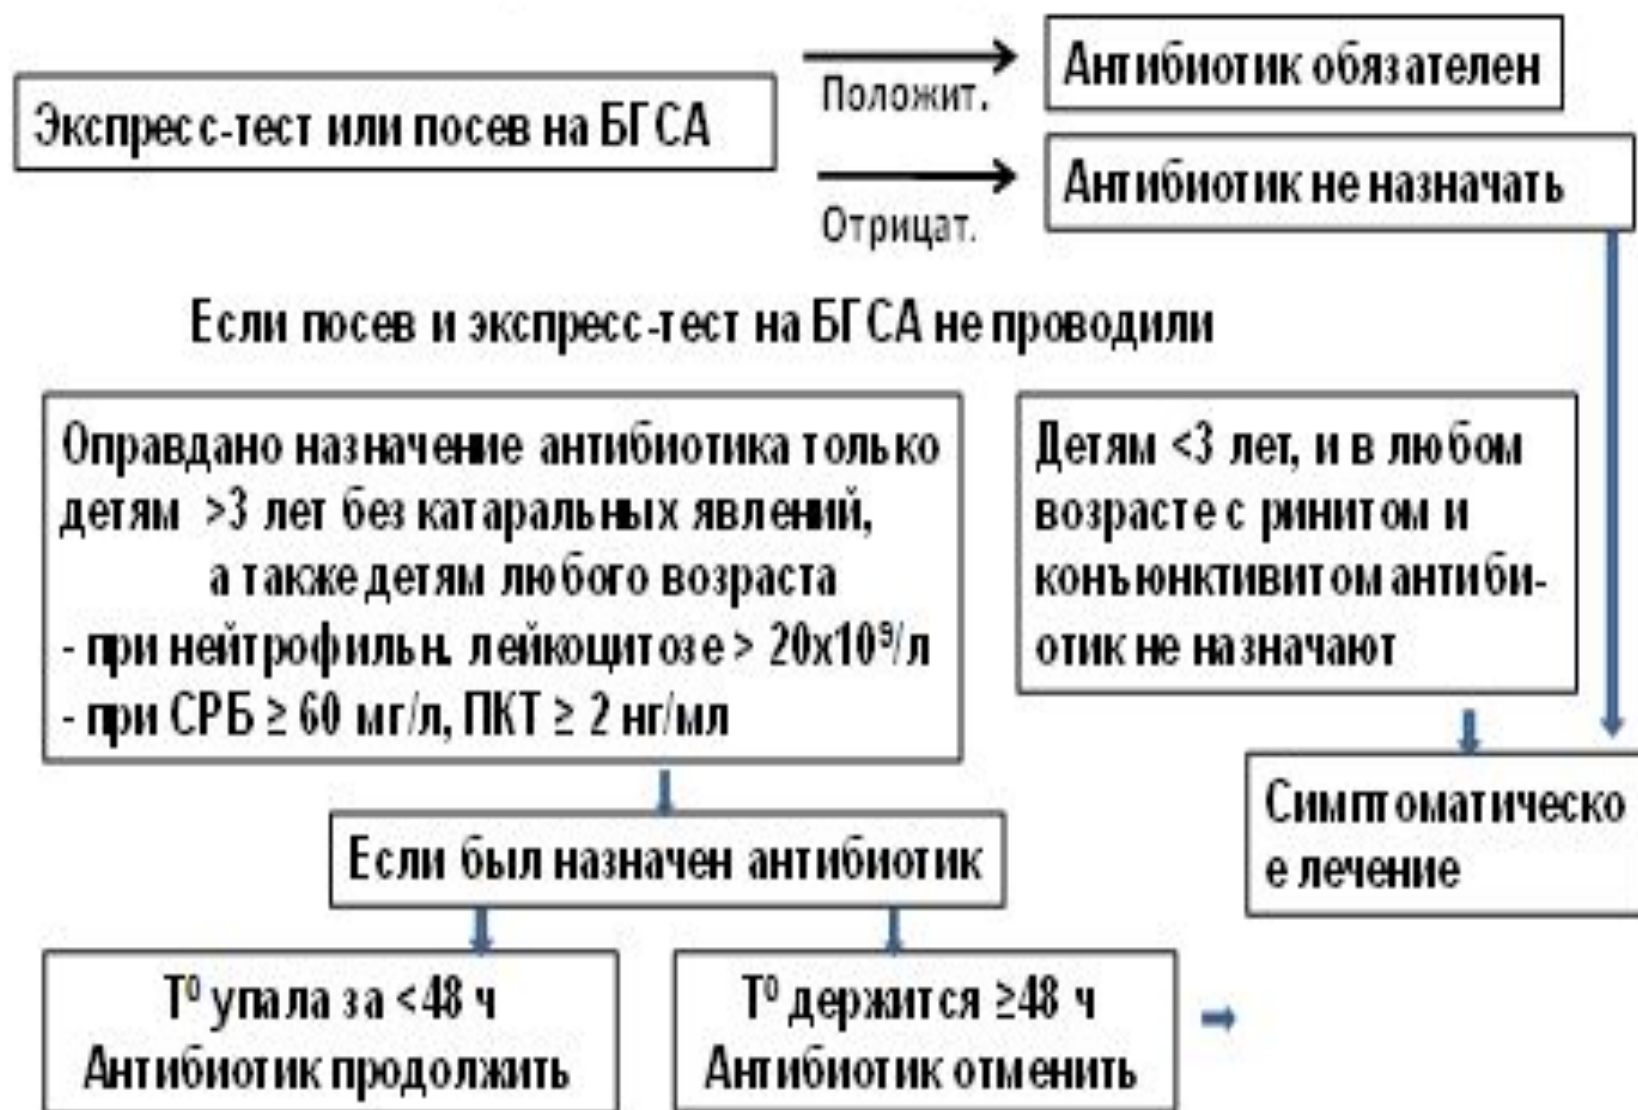 Экспресс-тест или посев на БГСА
Положит.
Антибиотик обязателен
Отрицат.
Антибиотик не назначать
Если посев и экспресс-тест на БГСА не проводили
Оправдано назначение антибиотика только
детям >3 лет без катаральных явлений,
а также детям любого возраста
- при нейтрофильн. лейкоцитозе > 20х10⁹/л
- при СРБ ≥ 60 мг/л, ПКТ ≥ 2 нг/мл
Детям <3 лет, и в любом
возрасте с ринитом и
конъюнктивитом антиби-
отик не назначают
Если был назначен антибиотик
Симптоматическо
е лечение
Т⁰ упала за <48 ч
Антибиотик продолжить
Т⁰ держится ≥48 ч
Антибиотик отменить